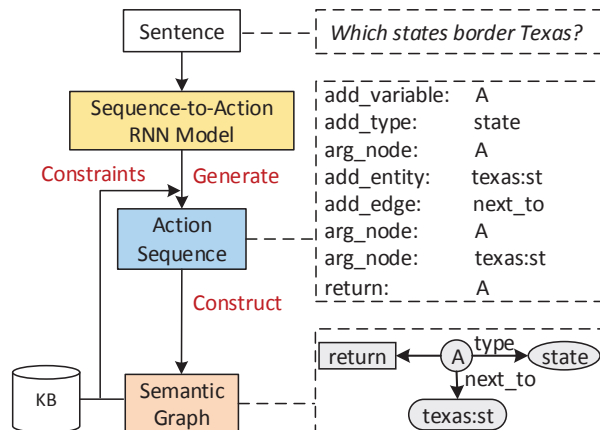 Sentence
Which states border Texas?
Sequence-to-Action
RNN Model
Constraints
Generate
add_variable: A
add_type: state
arg_node: A
add_entity: texas:st
add_edge: next_to
arg_node: A
arg_node: texas:st
return: A
Action
Sequence
Construct
KB
Semantic
Graph
return
A
type
state
next_to
texas:st